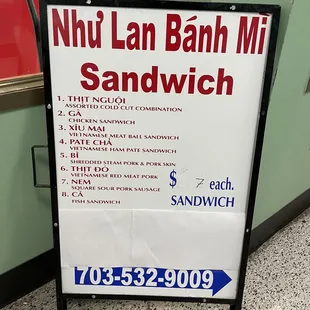 Như Lan Bánh Mi
Sandwich
1. THỊT NGUỘI
ASSORTED COLD CUT COMBINATION
2. GÀ
CHICKEN SANDWICH
3. XÍU MẠI
VIETNAMESE MEAT BALL SANDWICH
4. PATE CHẢ
VIETNAMESE HAM PATE SANDWICH
5. BÌ
SHREDDED STEAM PORK & PORK SKIN
6. THỊT ĐỎ
VIETNAMESE RED MEAT PORK
7. NEM
SQUARE SOUR PORK SAUSAGE
8. CÁ
FISH SANDWICH
$ 7 each.
SANDWICH
703-532-9009